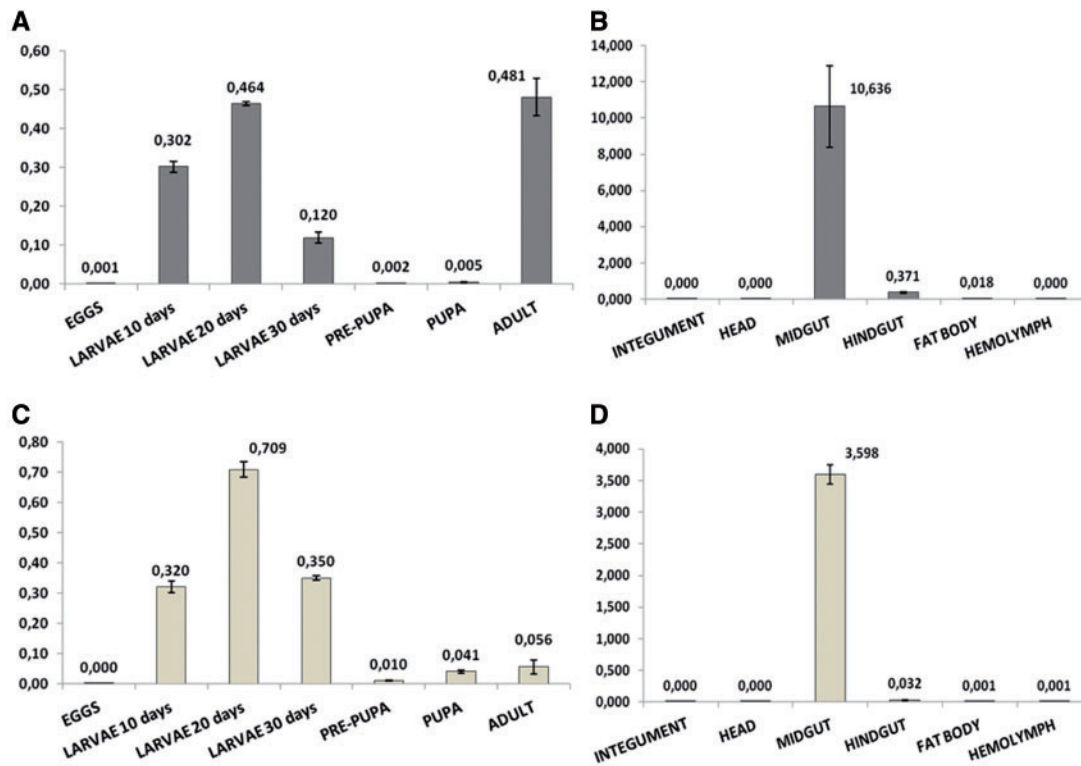 A
0,60
0,50
0,40
0,30
0,20
0,10
0,00
0,001
0,302
0,464
0,120
0,002
0,005
0,481
EGGS
LARVAE 10 days
LARVAE 20 days
LARVAE 30 days
PRE-PUPA
PUPA
ADULT
B
14,000
12,000
10,000
8,000
6,000
4,000
2,000
0,000
0,000
0,000
10,636
0,371
0,018
0,000
INTEGUMENT
HEAD
MIDGUT
HINDGUT
FAT BODY
HEMOLYMPH
C
0,80
0,70
0,60
0,50
0,40
0,30
0,20
0,10
0,00
0,000
0,320
0,709
0,350
0,010
0,041
0,056
EGGS
LARVAE 10 days
LARVAE 20 days
LARVAE 30 days
PRE-PUPA
PUPA
ADULT
D
4,000
3,500
3,000
2,500
2,000
1,500
1,000
0,500
0,000
0,000
0,000
3,598
0,032
0,001
0,001
INTEGUMENT
HEAD
MIDGUT
HINDGUT
FAT BODY
HEMOLYMPH